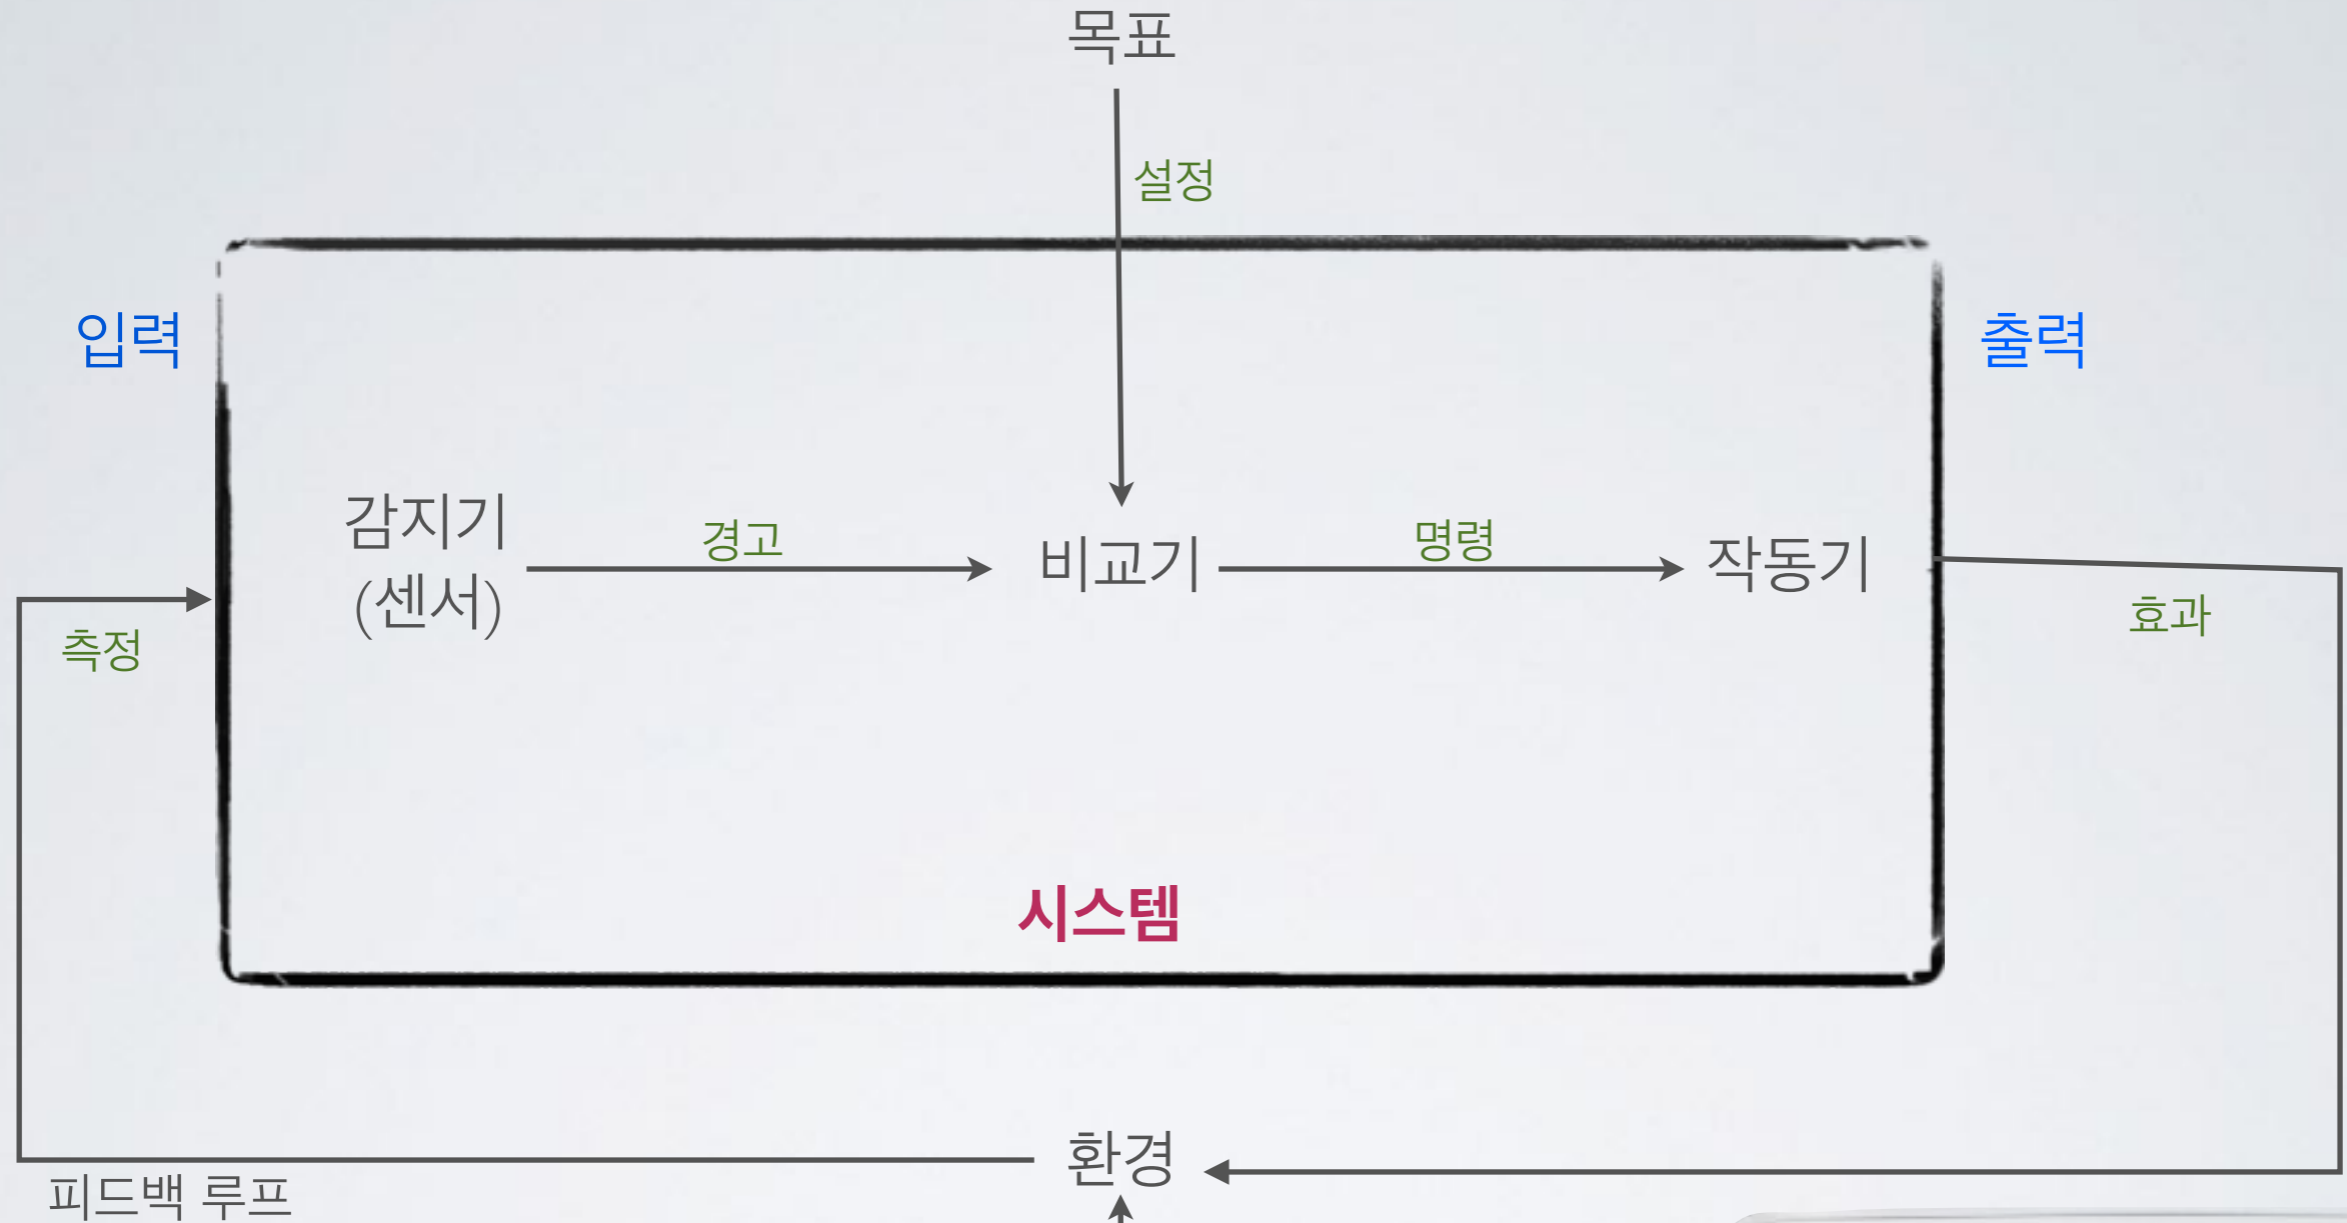 목표
설정
입력
출력
감지기
(센서)
경고
비교기
명령
작동기
측정
효과
시스템
환경
피드백 루프